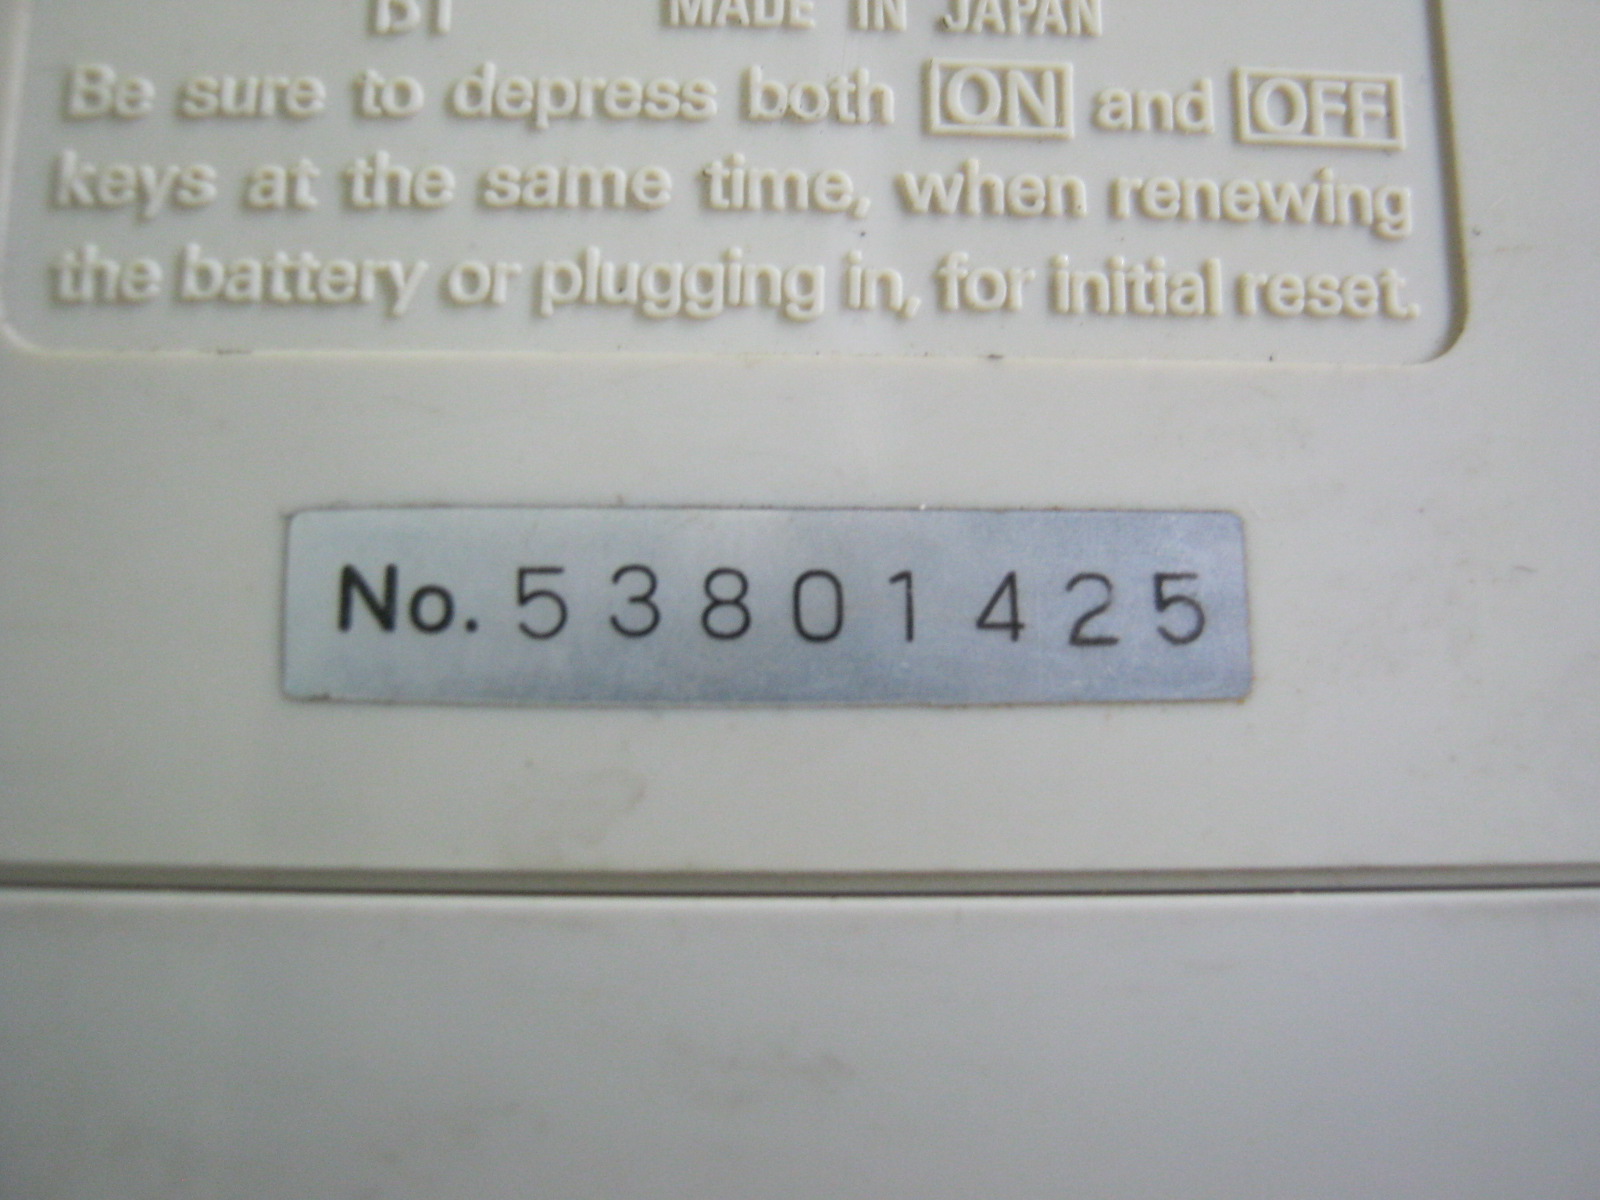 MADE IN JAPAN
Be sure to depress both ON and OFF
keys at the same time, when renewing
the battery or plugging in, for initial reset.
No. 53801425